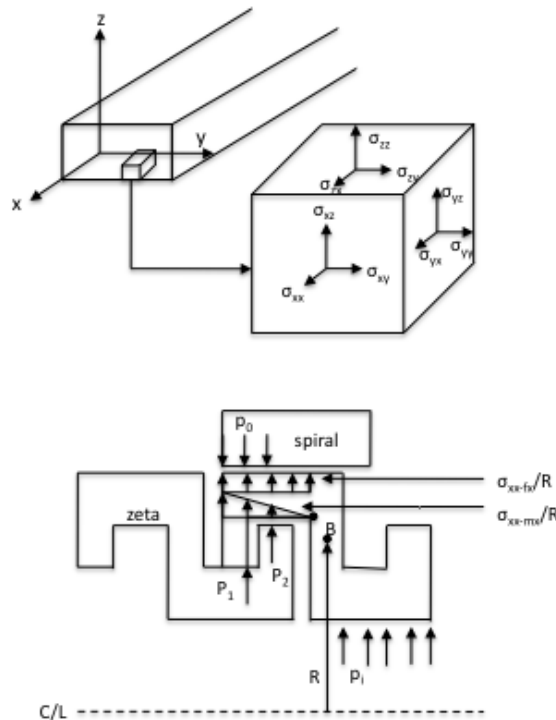 z
y
x
σzz
σzy
σzx
σxz
σyz
σxy
σxx
σyx
σyy
p0
spiral
σxx-fx/R
zeta
σxx-mx/R
B
P1
P2
R
pi
C/L